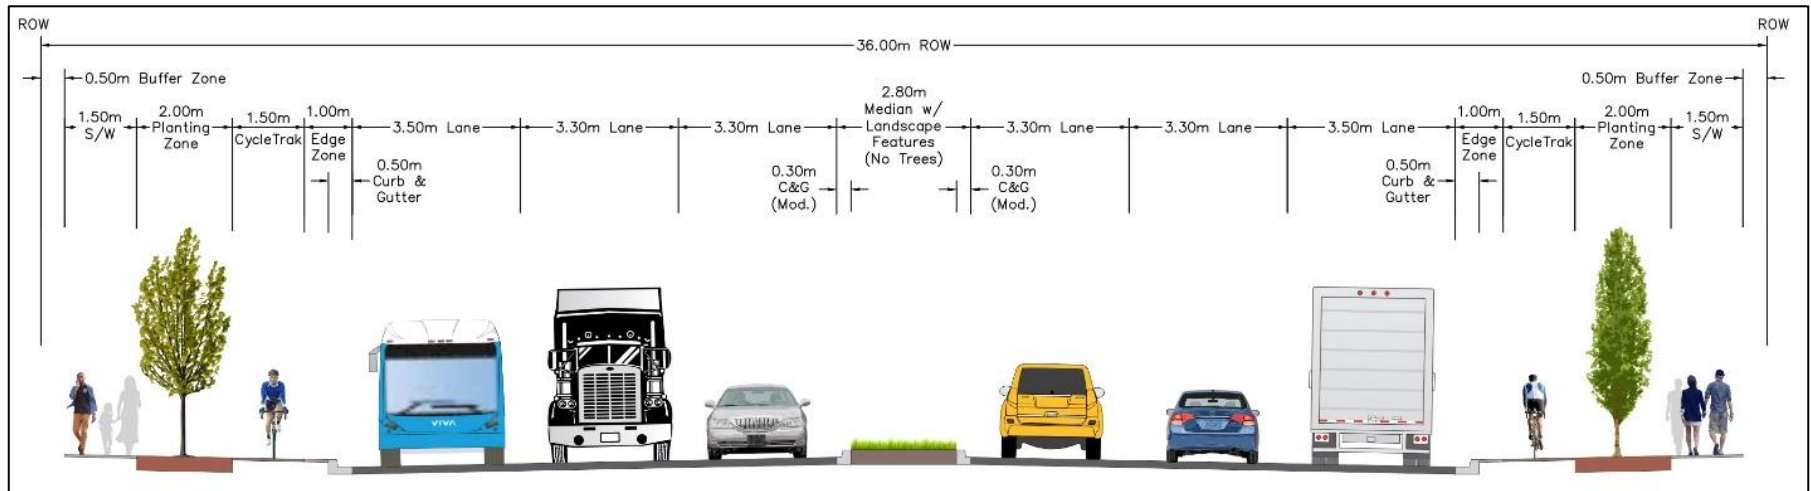 ROW
ROW
36.00m ROW
0.50m Buffer Zone
0.50m Buffer Zone
1.50m
S/W
2.00m
Planting
Zone
1.50m
CycleTrak
1.00m
Edge
Zone
0.50m
Curb &
Gutter
3.50m Lane
3.30m Lane
3.30m Lane
2.80m
Median w/
Landscape
Features
(No Trees)
0.30m
C&G
(Mod.)
0.30m
C&G
(Mod.)
3.30m Lane
3.30m Lane
3.50m Lane
0.50m
Curb &
Gutter
1.00m
Edge
Zone
1.50m
CycleTrak
2.00m
Planting
Zone
1.50m
S/W
VIVA